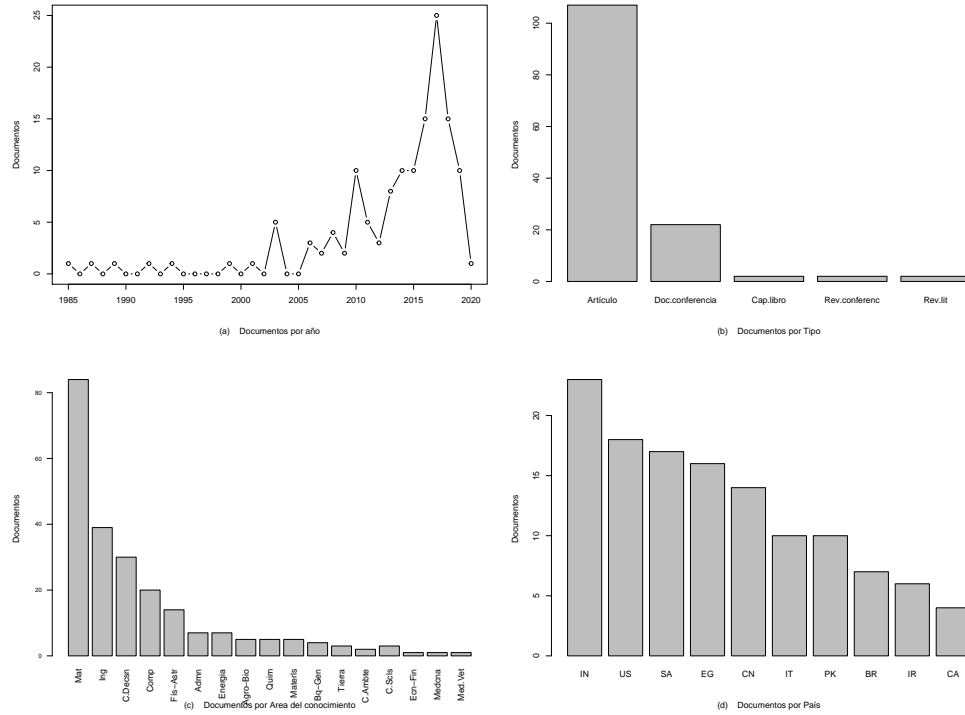 Documentos
0 5 10 15 20 25
1985 1990 1995 2000 2005 2010 2015 2020
(a) Documentos por año
Documentos
0 20 40 60 80 100
Artículo Doc.conferencia Cap.libro Rev.conferenc Rev.lit
(b) Documentos por Tipo
Documentos
0 20 40 60 80
Mat Ing C.Decsn Comp Fís−Astr Admn Energía Agro−Bio Quím Materls Bq−Gen Tierra C.Ambte C.Scls Ecn−Fin Medcna Med.Vet
(c) Documentos por Area del conocimiento
Documentos
0 5 10 15 20
IN US SA EG CN IT PK BR IR CA
(d) Documentos por País